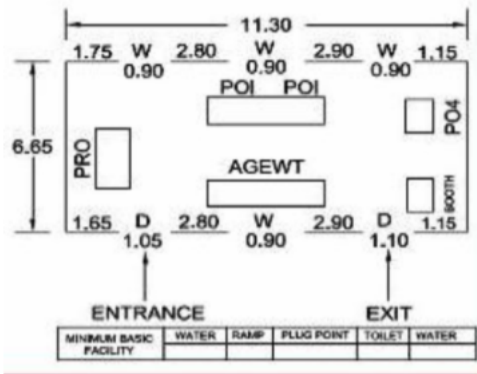 11.30
1.75 W 2.80 W 2.90 W 1.15
0.90 0.90 0.90
POI POI
6.65
PRO
PO4
AGEWT
BOOTH
1.65 D 2.80 W 2.90 D 1.15
1.05 0.90 1.10
ENTRANCE EXIT
MINIMUM BASIC WATER RAMP PLUG POINT TOILET WATER
FACILITY